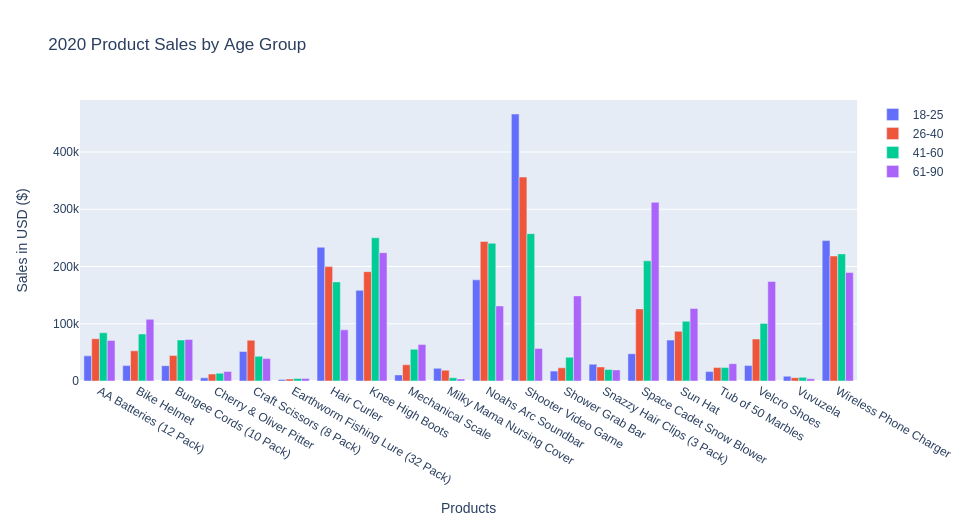 2020 Product Sales by Age Group
18-25
26-40
41-60
61-90
Sales in USD ($)
400k
300k
200k
100k
0
AA Batteries (12 Pack)
Bike Helmet
Bungee Cords (10 Pack)
Cherry & Oliver Pitter
Craft Scissors (8 Pack)
Earthworm Fishing Lure (32 Pack)
Hair Curler
Knee High Boots
Mechanical Scale
Milky Mama Nursing Cover
Noahs Arc Soundbar
Shooter Video Game
Shower Grab Bar
Snazzy Hair Clips (3 Pack)
Space Cadet Snow Blower
Sun Hat
Tub of 50 Marbles
Velcro Shoes
Vuvuzela
Wireless Phone Charger
Products